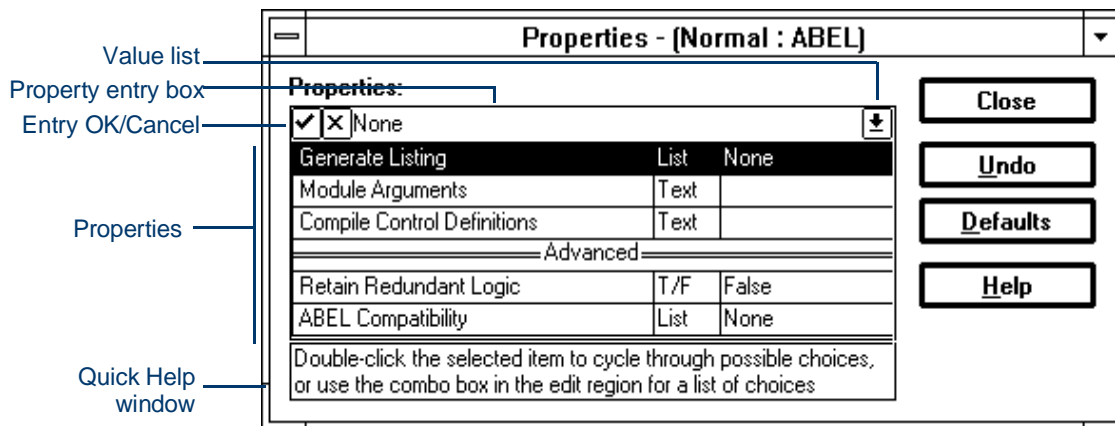 Properties - (Normal : ABEL)
Value list
Property entry box
Entry OK/Cancel
Properties
Quick Help
window
Properties:
None
Generate Listing List None
Module Arguments Text
Compile Control Definitions Text
Advanced
Retain Redundant Logic T/F False
ABEL Compatibility List None
Double-click the selected item to cycle through possible choices,
or use the combo box in the edit region for a list of choices
Close
Undo
Defaults
Help